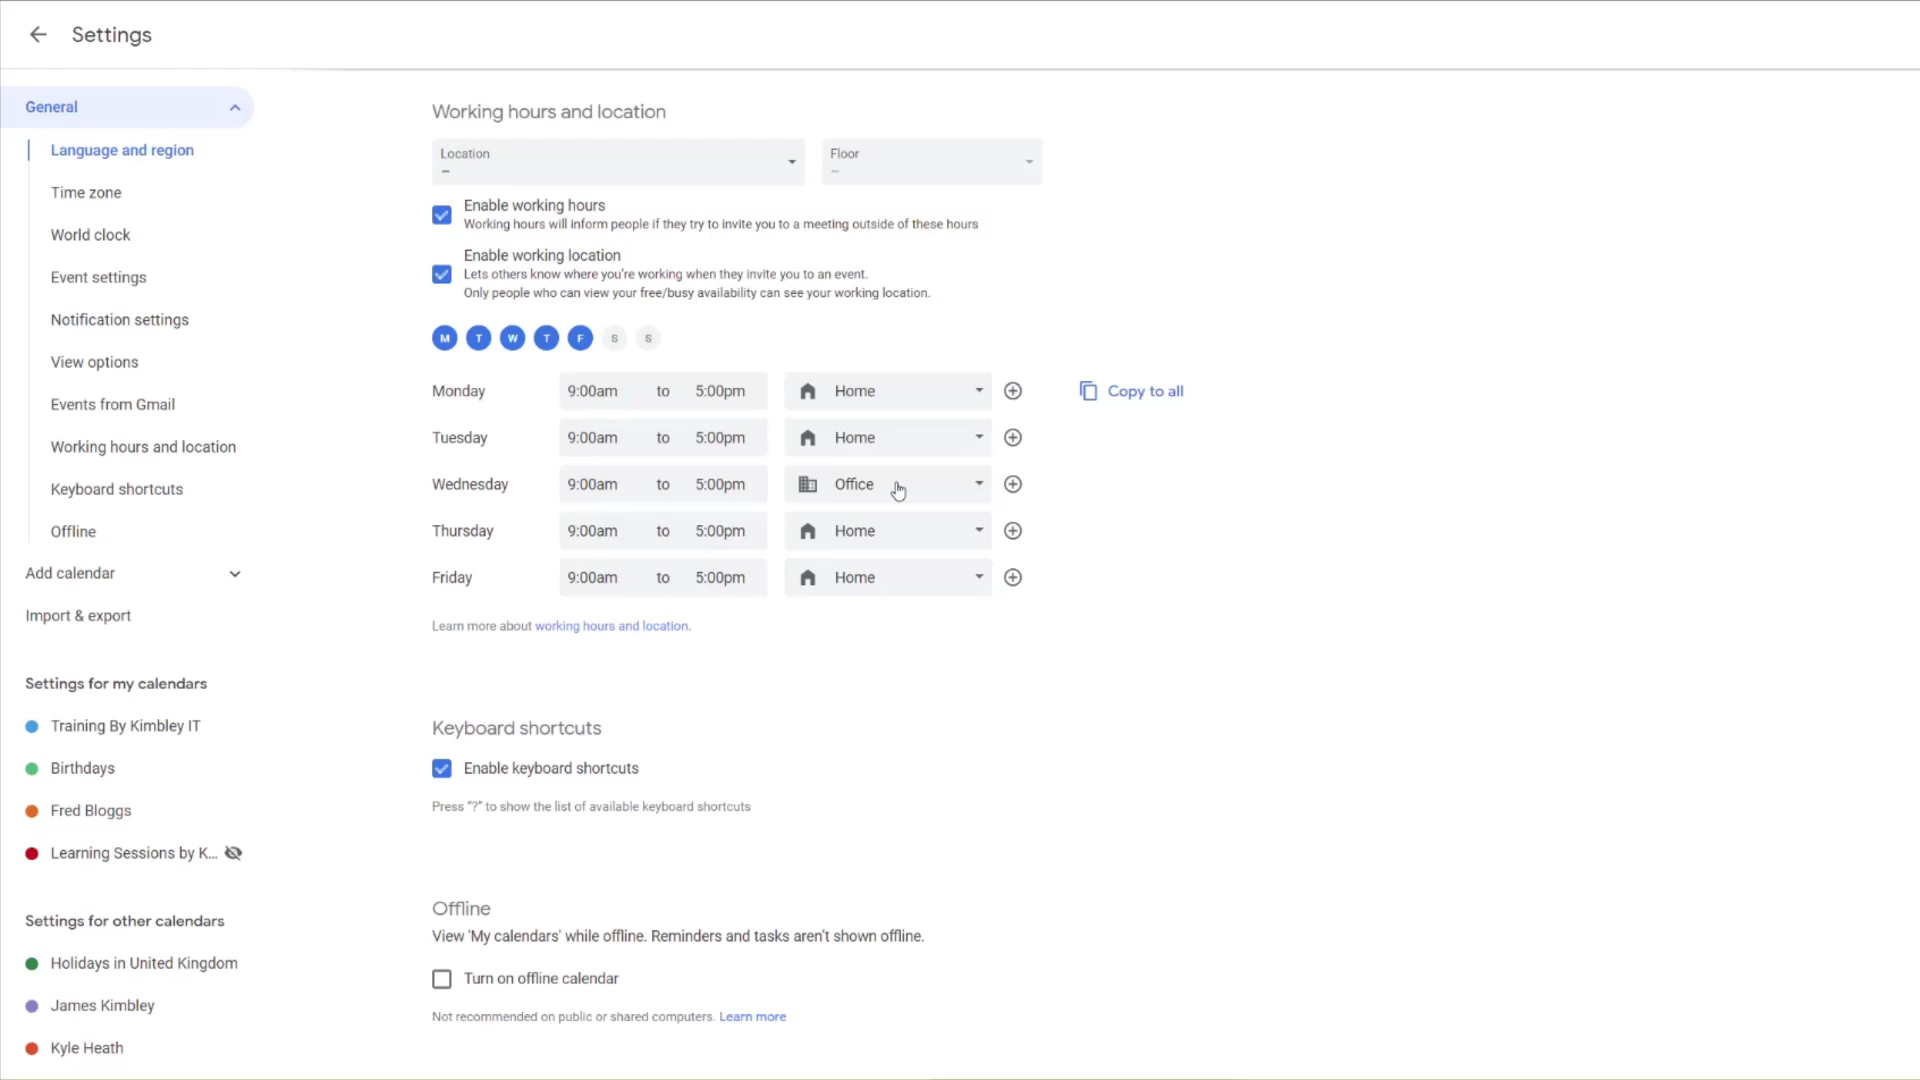 Settings
General
Language and region
Time zone
World clock
Event settings
Notification settings
View options
Events from Gmail
Working hours and location
Keyboard shortcuts
Offline
Add calendar
Import & export
Settings for my calendars
Training By Kimbley IT
Birthdays
Fred Bloggs
Learning Sessions by K...
Settings for other calendars
Holidays in United Kingdom
James Kimbley
Kyle Heath
Working hours and location
Location
–
Floor
–
Enable working hours
Working hours will inform people if they try to invite you to a meeting outside of these hours
Enable working location
Lets others know where you're working when they invite you to an event.
Only people who can view your free/busy availability can see your working location.
M T W T F S S
Monday 9:00am to 5:00pm Home Copy to all
Tuesday 9:00am to 5:00pm Home
Wednesday 9:00am to 5:00pm Office
Thursday 9:00am to 5:00pm Home
Friday 9:00am to 5:00pm Home
Learn more about working hours and location.
Keyboard shortcuts
Enable keyboard shortcuts
Press "?" to show the list of available keyboard shortcuts
Offline
View 'My calendars' while offline. Reminders and tasks aren't shown offline.
Turn on offline calendar
Not recommended on public or shared computers. Learn more